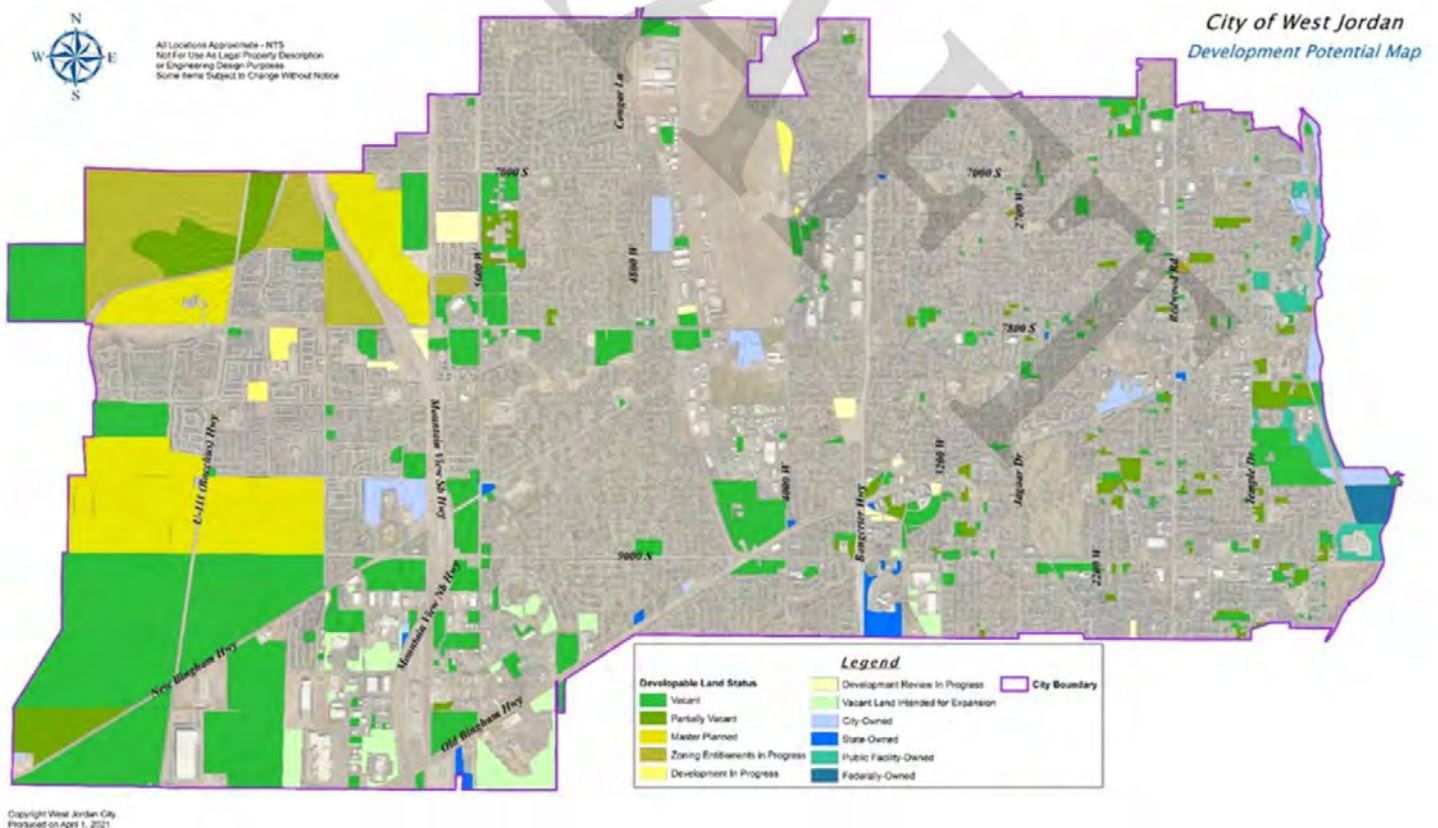 City of West Jordan
Development Potential Map
N
W
E
S
All Locations Approximate - NTS
Not For Use As Legal Property Description
or Engineering Design Purposes
Some Items Subject to Change Without Notice
Cougar Ln
7000 S
7000 S
2700 W
5600 W
4800 W
Redwood Rd
7800 S
U-111 (Bacchus) Hwy
Mountain View Sb Hwy
4000 W
3200 W
Jaguar Dr
Temple Dr
Bangerter Hwy
9000 S
2200 W
Mountain View Nb Hwy
New Bingham Hwy
Old Bingham Hwy
Legend
Developable Land Status
Vacant
Partially Vacant
Master Planned
Zoning Entitlements in Progress
Development In Progress
Development Review In Progress
Vacant Land Intended for Expansion
City-Owned
State-Owned
Public Facility-Owned
Federally-Owned
City Boundary
Copyright West Jordan City
Produced on April 1, 2021